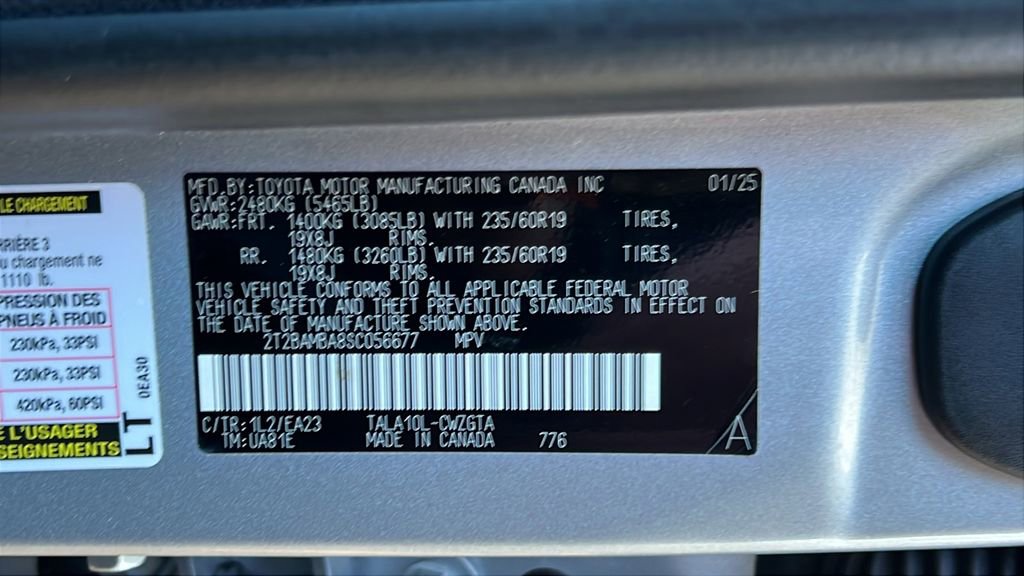 LE CHARGEMENT
RRIÈRE 3
u chargement ne
1110 lb.
PRESSION DES
PNEUS À FROID
230kPa, 33PSI
230kPa, 33PSI
420kPa, 60PSI
L'USAGER
SEIGNEMENTS
0EA30
LT
MFD.BY:TOYOTA MOTOR MANUFACTURING CANADA INC 01/25
GVWR:2480KG (5465LB)
GAWR:FRT. 1400KG (3085LB) WITH 235/60R19 TIRES,
19X8J RIMS.
RR. 1480KG (3260LB) WITH 235/60R19 TIRES,
19X8J RIMS.
THIS VEHICLE CONFORMS TO ALL APPLICABLE FEDERAL MOTOR
VEHICLE SAFETY AND THEFT PREVENTION STANDARDS IN EFFECT ON
THE DATE OF MANUFACTURE SHOWN ABOVE.
2T2BAMBA8SC056677 MPV
C/TR:1L2/EA23 TALA10L-CWZGTA
TM:UA81E MADE IN CANADA 776
A